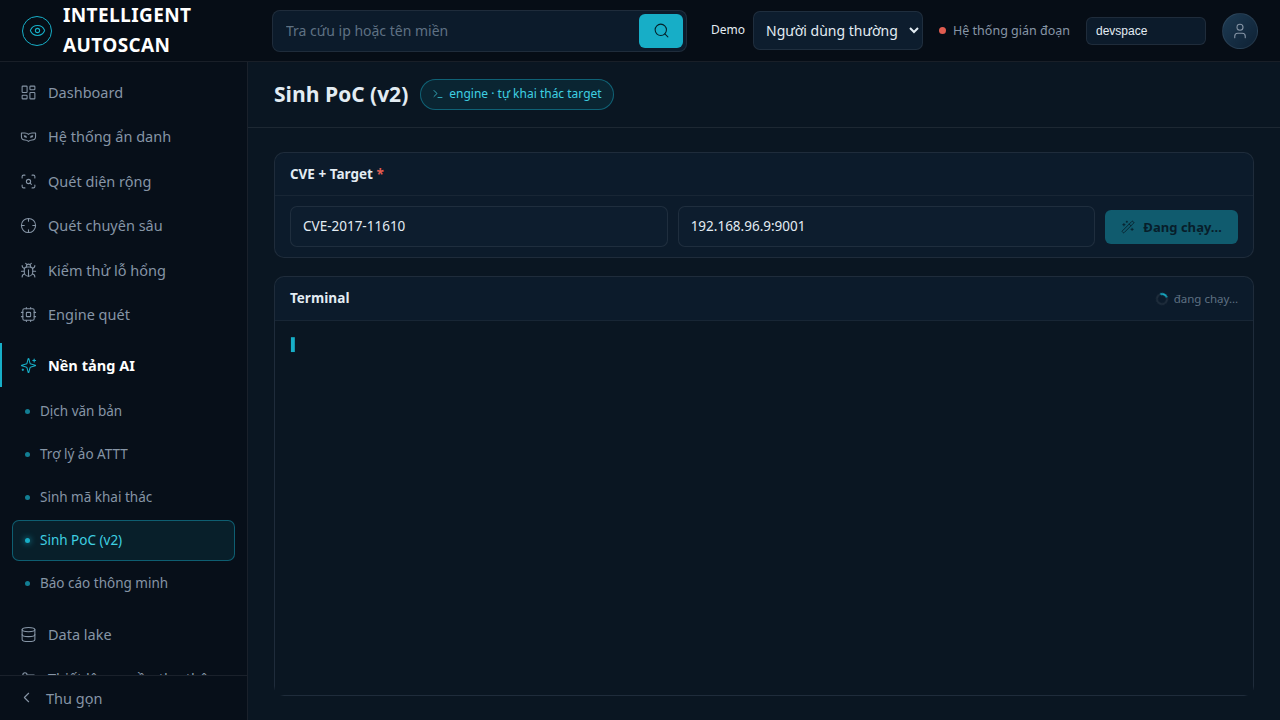 INTELLIGENT
AUTOSCAN
Tra cứu ip hoặc tên miền
Demo
Người dùng thường
Hệ thống gián đoạn
devspace
Dashboard
Hệ thống ẩn danh
Quét diện rộng
Quét chuyên sâu
Kiểm thử lỗ hổng
Engine quét
Nền tảng AI
Dịch văn bản
Trợ lý ảo ATTT
Sinh mã khai thác
Sinh PoC (v2)
Báo cáo thông minh
Data lake
Thu gọn
Sinh PoC (v2)
>_ engine · tự khai thác target
CVE + Target *
CVE-2017-11610
192.168.96.9:9001
Đang chạy...
Terminal
đang chạy...